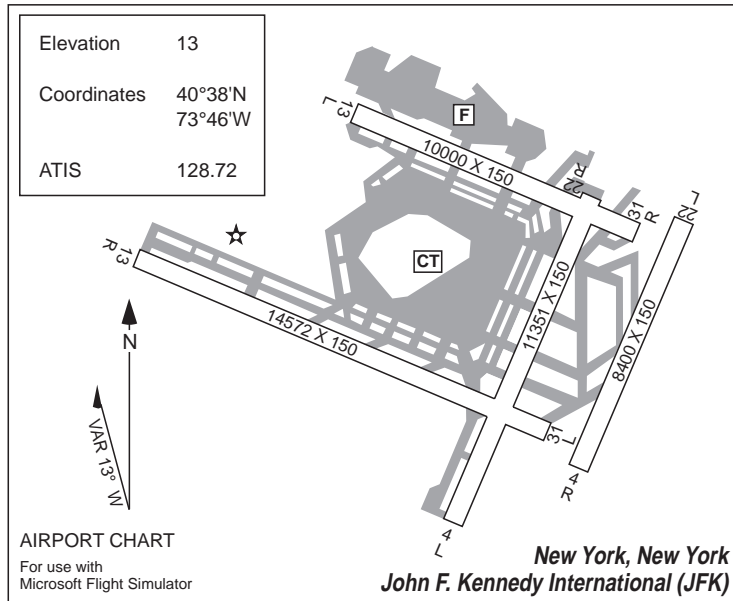 Elevation 13
Coordinates 40°38'N
73°46'W
ATIS 128.72
F
13
L
10000 X 150
22
R
31
R
22
L
CT
13
R
14572 X 150
11351 X 150
8400 X 150
N
VAR 13° W
31
L
4
R
4
L
AIRPORT CHART
For use with
Microsoft Flight Simulator
New York, New York
John F. Kennedy International (JFK)